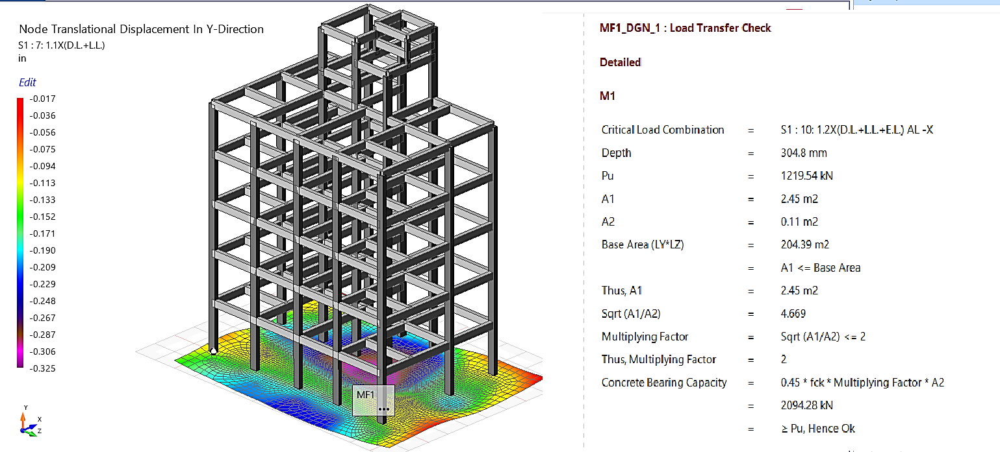 Node Translational Displacement In Y-Direction
S1 : 7: 1.1X(D.L.+L.L.)
in
Edit
-0.017
-0.036
-0.056
-0.075
-0.094
-0.113
-0.133
-0.152
-0.171
-0.190
-0.209
-0.229
-0.248
-0.267
-0.287
-0.306
-0.325
Y
X
Z
MF1
...
MF1_DGN_1 : Load Transfer Check
Detailed
M1
Critical Load Combination = S1 : 10: 1.2X(D.L.+L.L.+E.L.) AL -X
Depth = 304.8 mm
Pu = 1219.54 kN
A1 = 2.45 m2
A2 = 0.11 m2
Base Area (LY*LZ) = 204.39 m2
= A1 <= Base Area
Thus, A1 = 2.45 m2
Sqrt (A1/A2) = 4.669
Multiplying Factor = Sqrt (A1/A2) <= 2
Thus, Multiplying Factor = 2
Concrete Bearing Capacity = 0.45 * fck * Multiplying Factor * A2
= 2094.28 kN
= ≥ Pu, Hence Ok